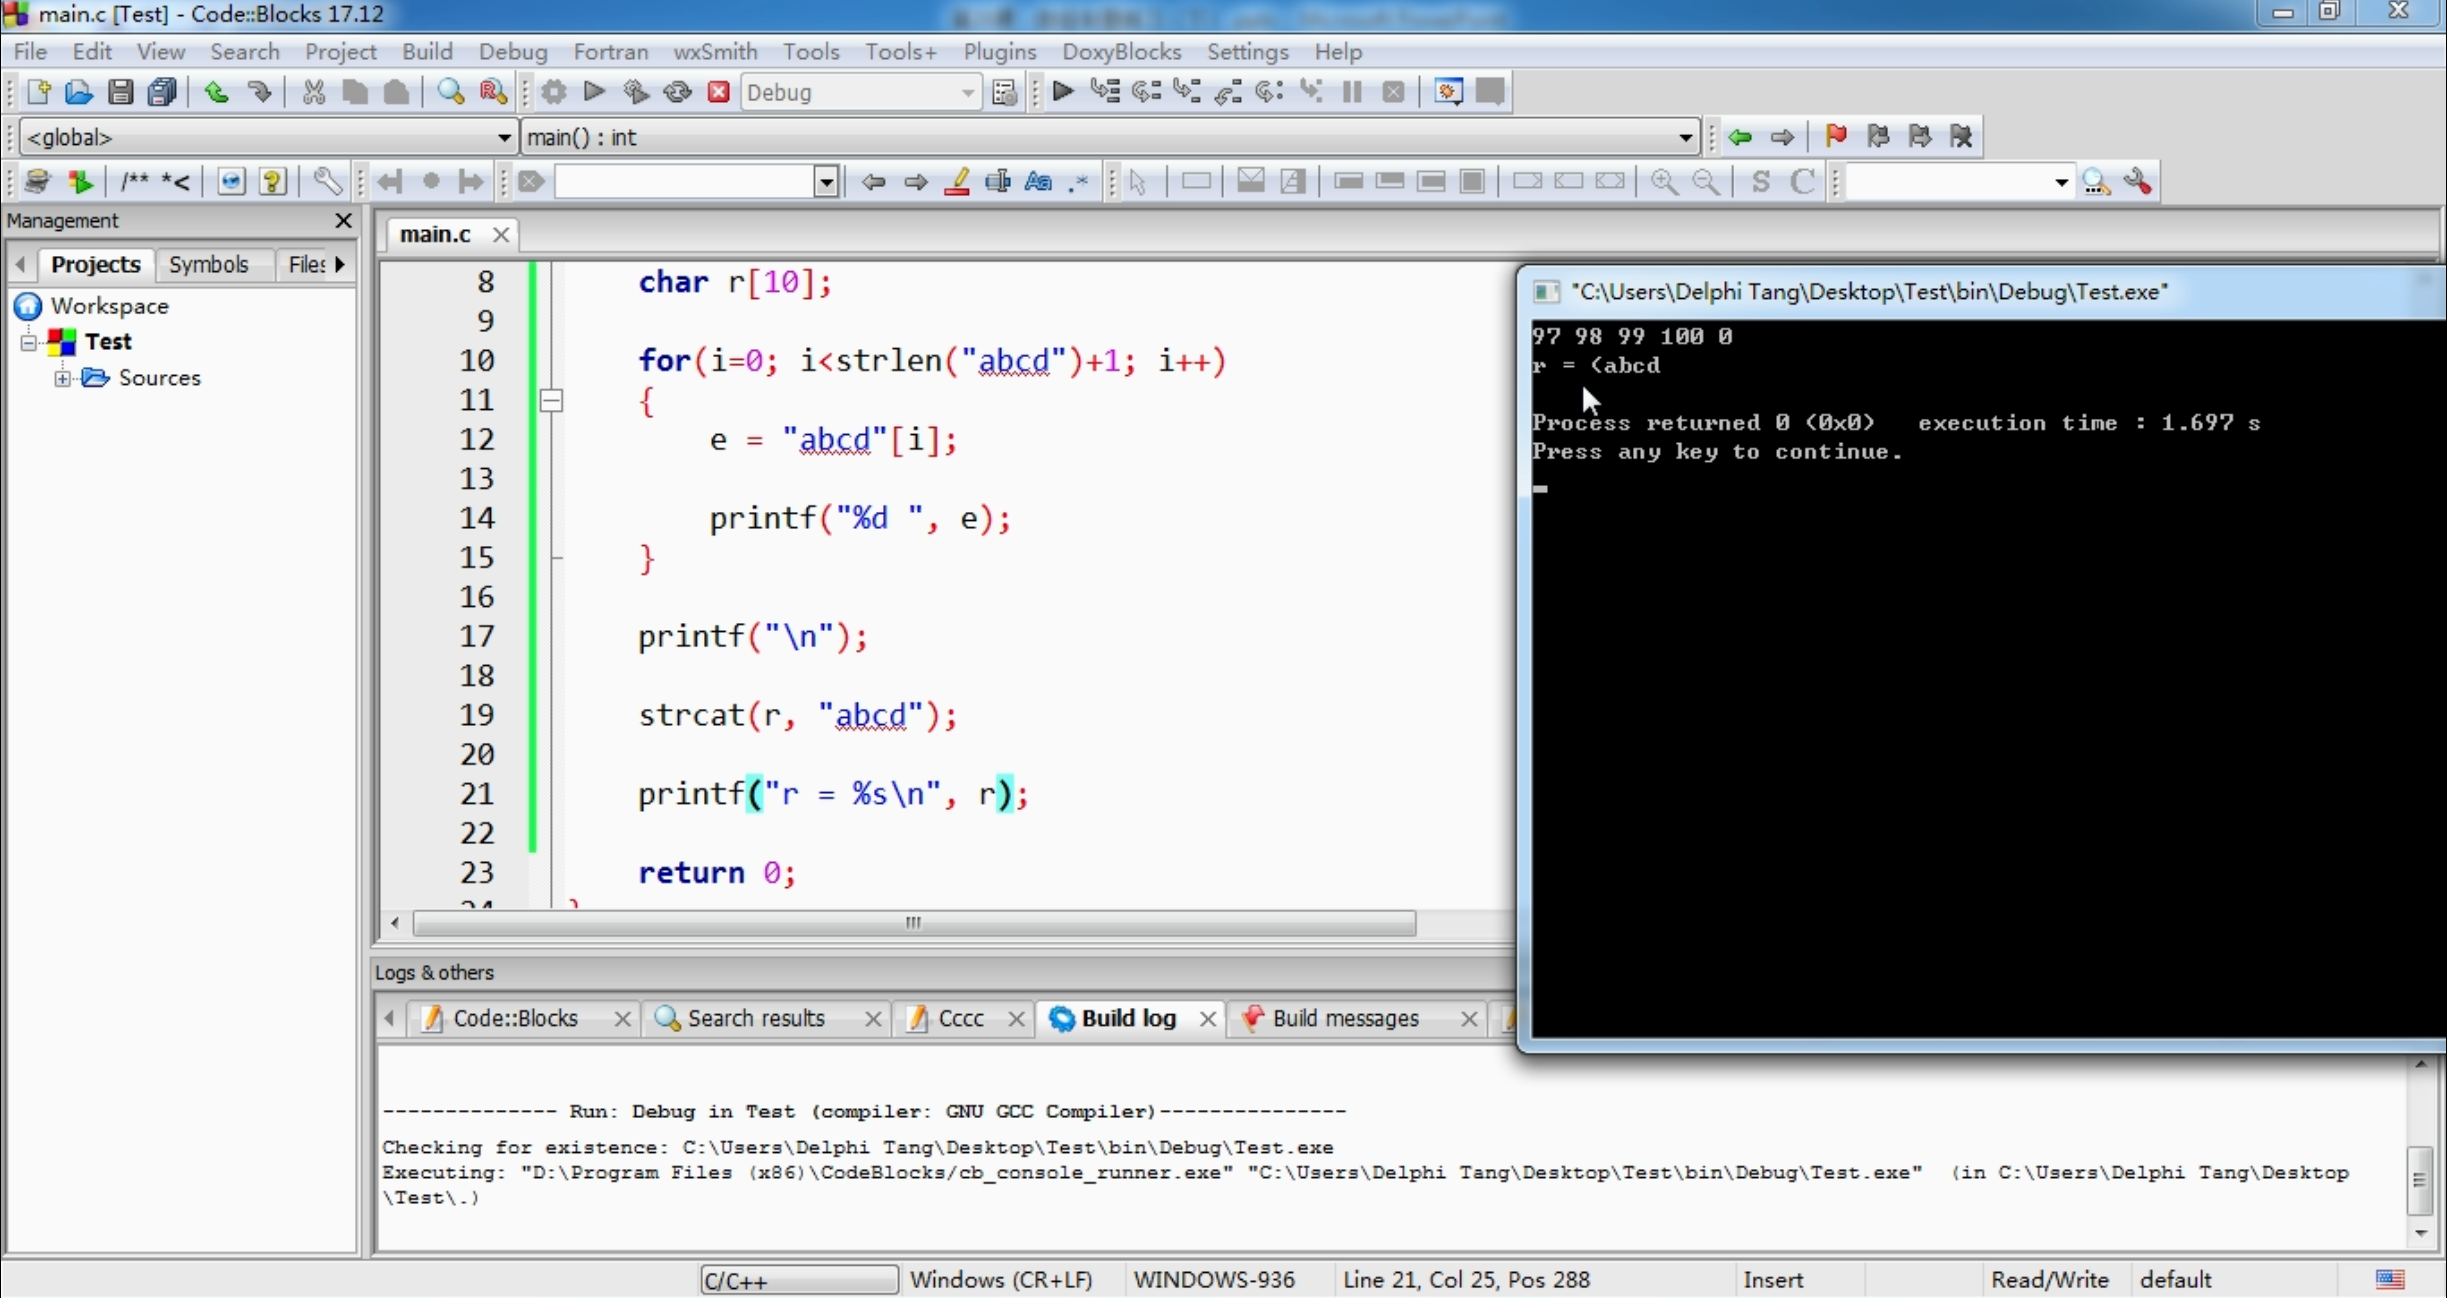 main.c [Test] - Code::Blocks 17.12
File Edit View Search Project Build Debug Fortran wxSmith Tools Tools+ Plugins DoxyBlocks Settings Help
Debug
<global> main() : int
/** *< Aa .* S C
Management
Projects Symbols Files
Workspace
Test
Sources
main.c
8 char r[10];
9
10 for(i=0; i<strlen("abcd")+1; i++)
11 {
12 e = "abcd"[i];
13
14 printf("%d ", e);
15 }
16
17 printf("\n");
18
19 strcat(r, "abcd");
20
21 printf("r = %s\n", r);
22
23 return 0;
24 }
"C:\Users\Delphi Tang\Desktop\Test\bin\Debug\Test.exe"
97 98 99 100 0
r = (abcd
Process returned 0 (0x0) execution time : 1.697 s
Press any key to continue.
Logs & others
Code::Blocks Search results Cccc Build log Build messages
-------------- Run: Debug in Test (compiler: GNU GCC Compiler)---------------
Checking for existence: C:\Users\Delphi Tang\Desktop\Test\bin\Debug\Test.exe
Executing: "D:\Program Files (x86)\CodeBlocks/cb_console_runner.exe" "C:\Users\Delphi Tang\Desktop\Test\bin\Debug\Test.exe" (in C:\Users\Delphi Tang\Desktop
\Test\.)
C/C++ Windows (CR+LF) WINDOWS-936 Line 21, Col 25, Pos 288 Insert Read/Write default